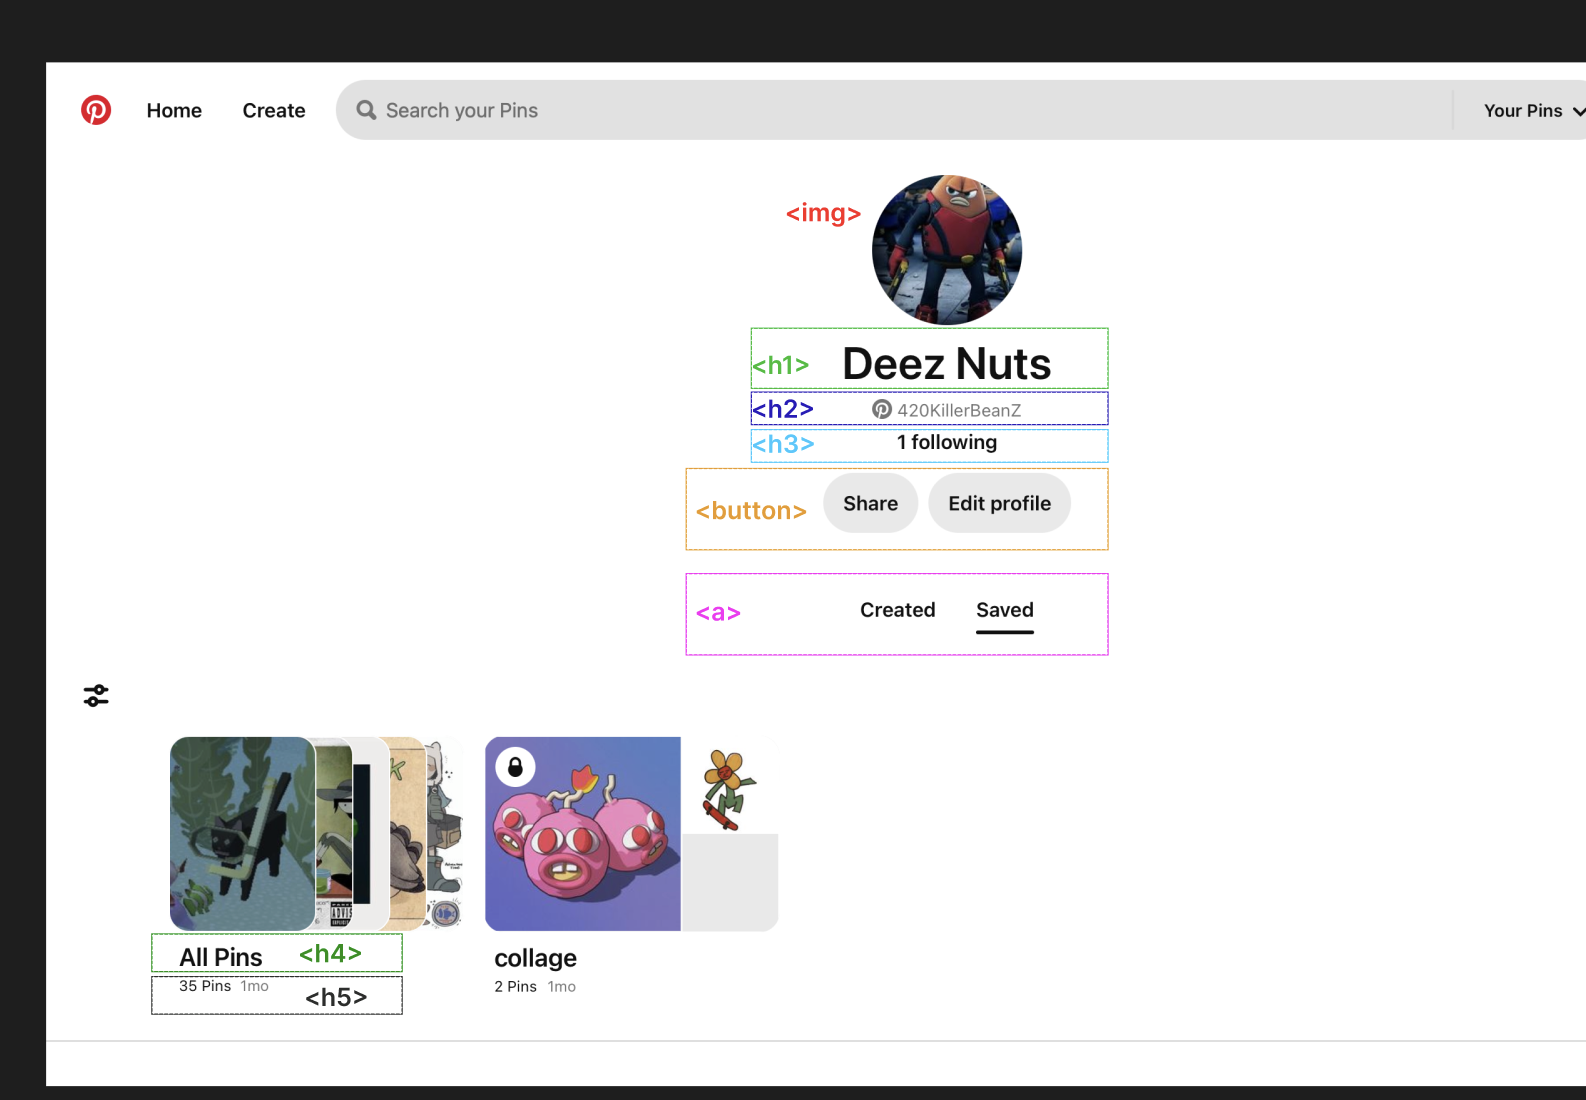 Home Create Search your Pins Your Pins
<img>
<h1> Deez Nuts
<h2> 420KillerBeanZ
<h3> 1 following
<button> Share Edit profile
<a> Created Saved
All Pins <h4>
35 Pins 1mo <h5>
collage
2 Pins 1mo